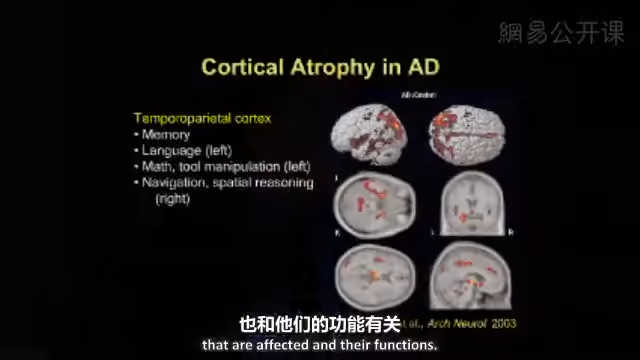 網易公开课
Cortical Atrophy in AD
Temporoparietal cortex
• Memory
• Language (left)
• Math, tool manipulation (left)
• Navigation, spatial reasoning
(right)
L
R
也和他们的功能有关
Arch Neurol 2003
that are affected and their functions.